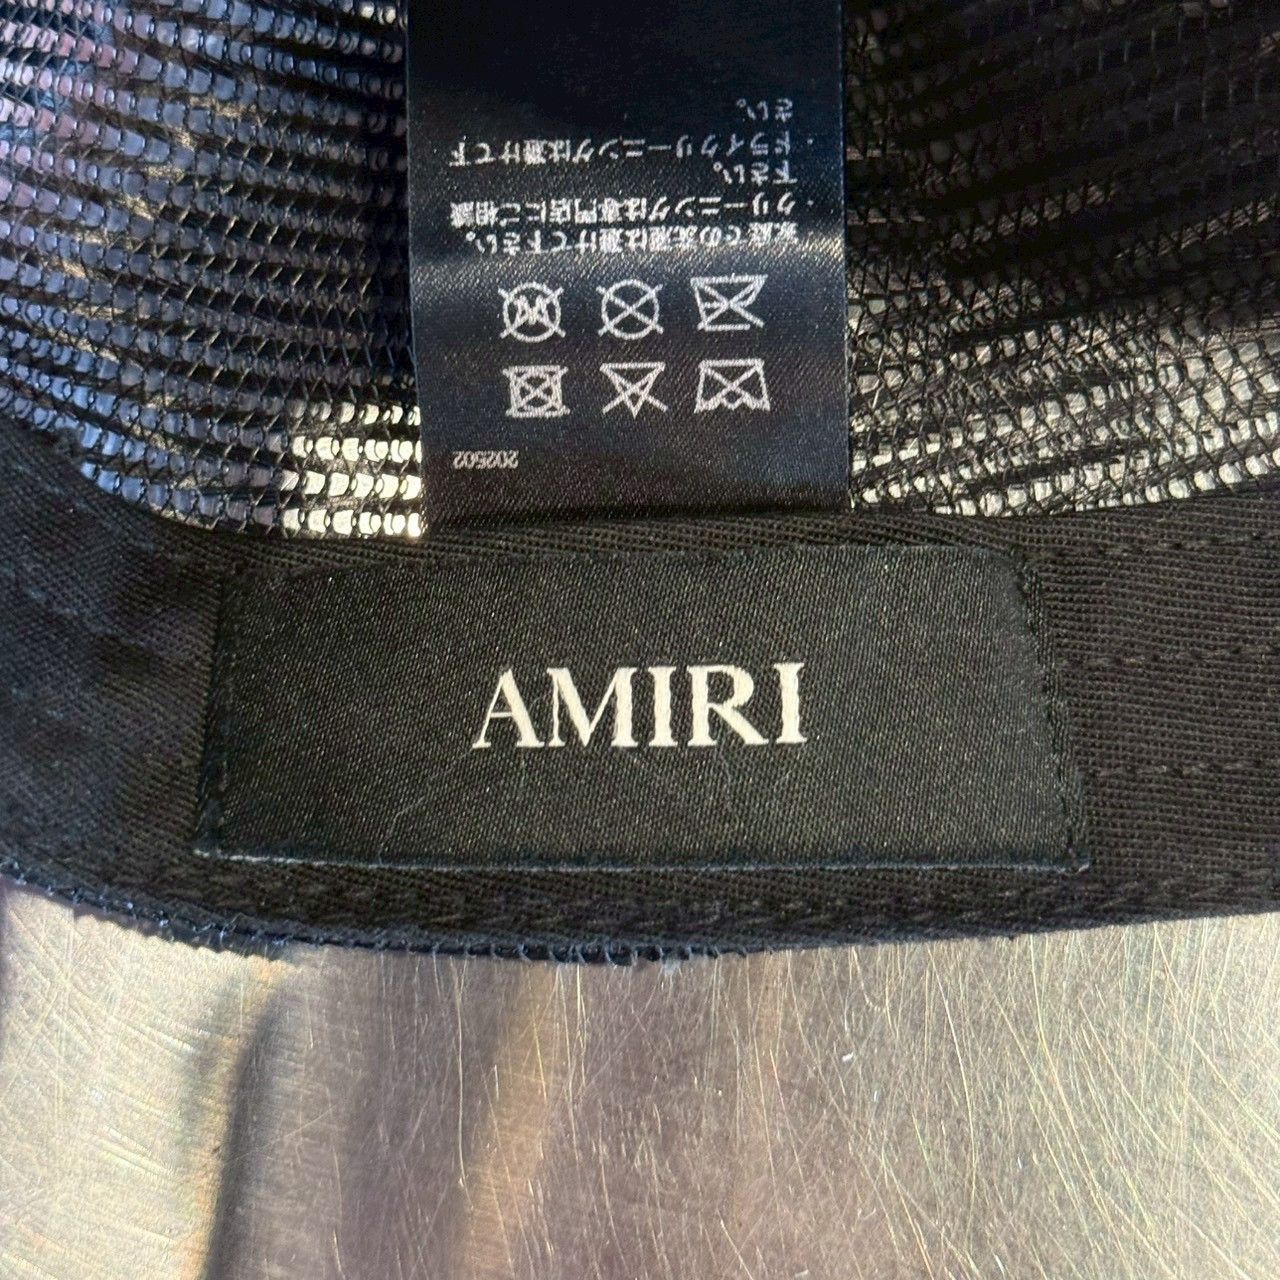 202502
家庭での洗濯は避けて下さい。
・クリーニングは専門店にご相談
下さい。
・ドライクリーニングは避けて下
さい。
AMIRI